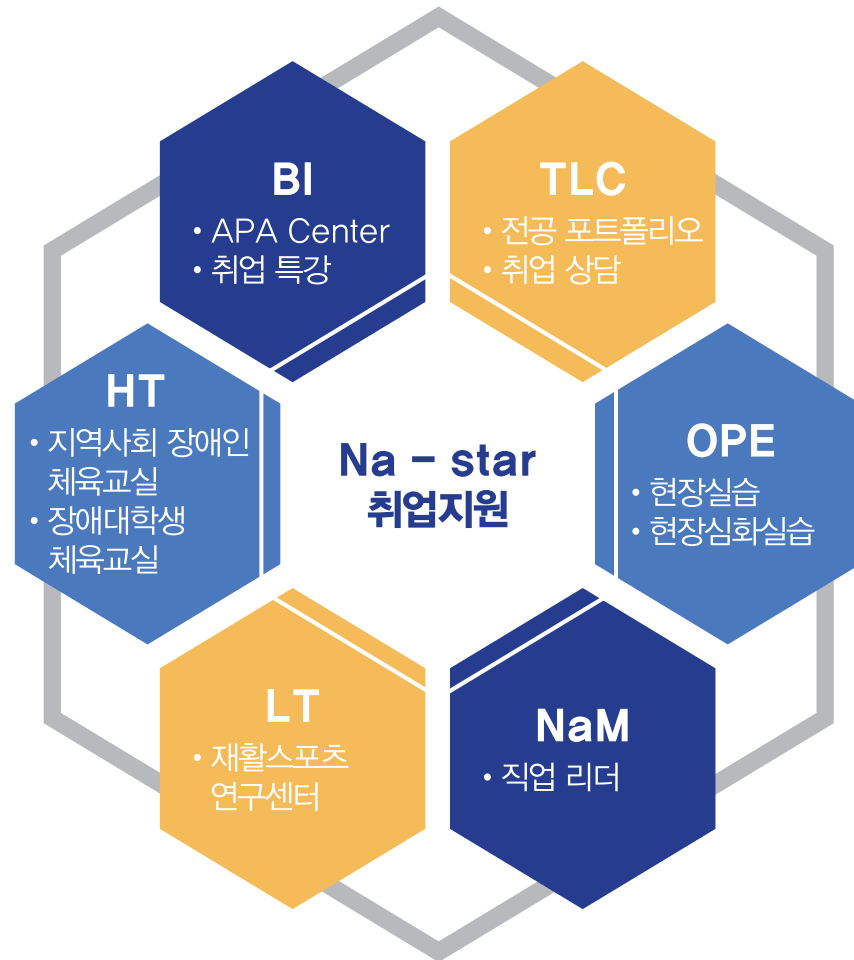 BI
• APA Center
• 취업 특강
TLC
• 전공 포트폴리오
• 취업 상담
HT
• 지역사회 장애인
체육교실
• 장애대학생
체육교실
Na – star
취업지원
OPE
• 현장실습
• 현장심화실습
LT
• 재활스포츠
연구센터
NaM
• 직업 리더